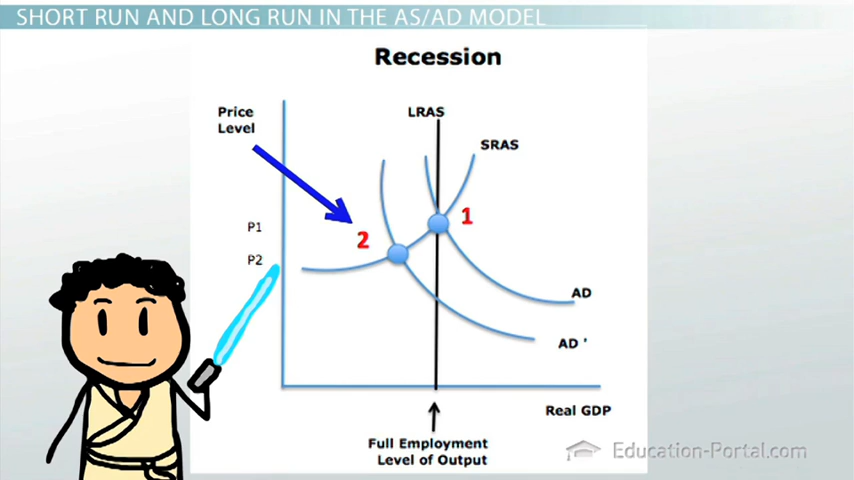 SHORT RUN AND LONG RUN IN THE AS/AD MODEL
Recession
Price
Level
LRAS
SRAS
P1
1
2
P2
AD
AD '
Real GDP
Full Employment
Level of Output
Education-Portal.com